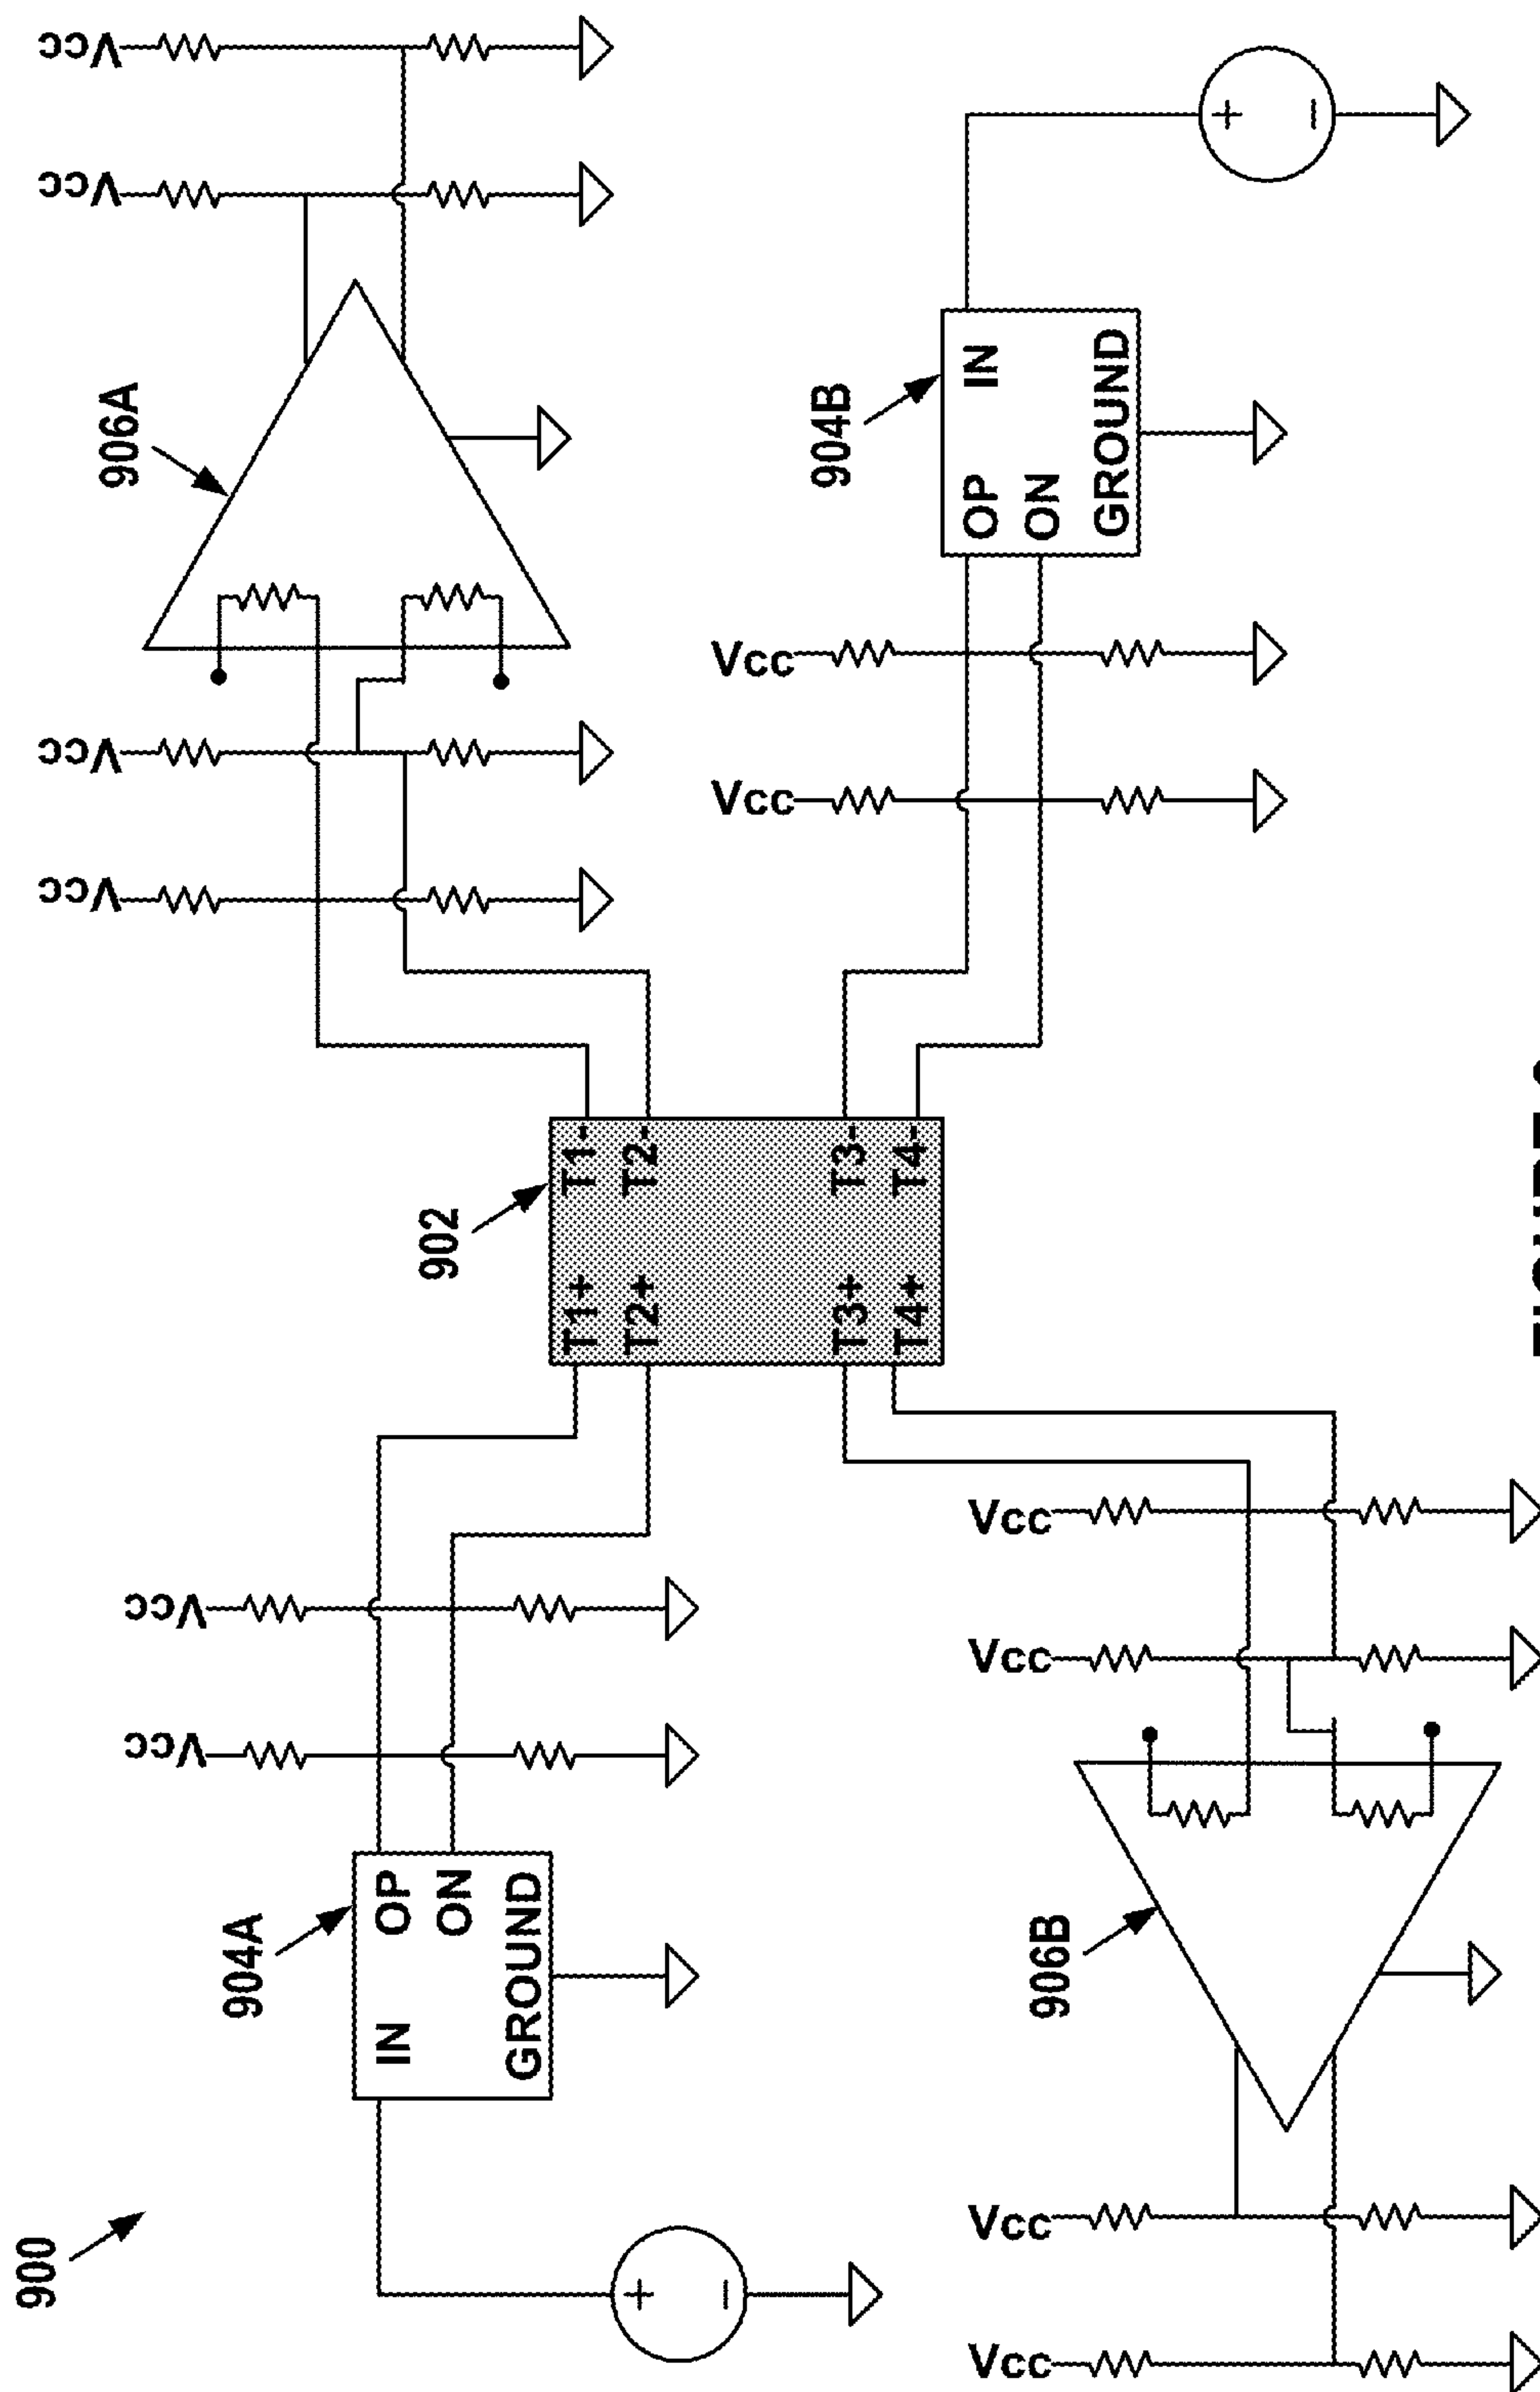 900
904A
IN OP
ON
GROUND
Vcc
Vcc
902
T1+ T1-
T2+ T2-
T3+ T3-
T4+ T4-
Vcc
Vcc
906A
Vcc
Vcc
Vcc
Vcc
904B
OP IN
ON
GROUND
Vcc
Vcc
906B
Vcc
Vcc